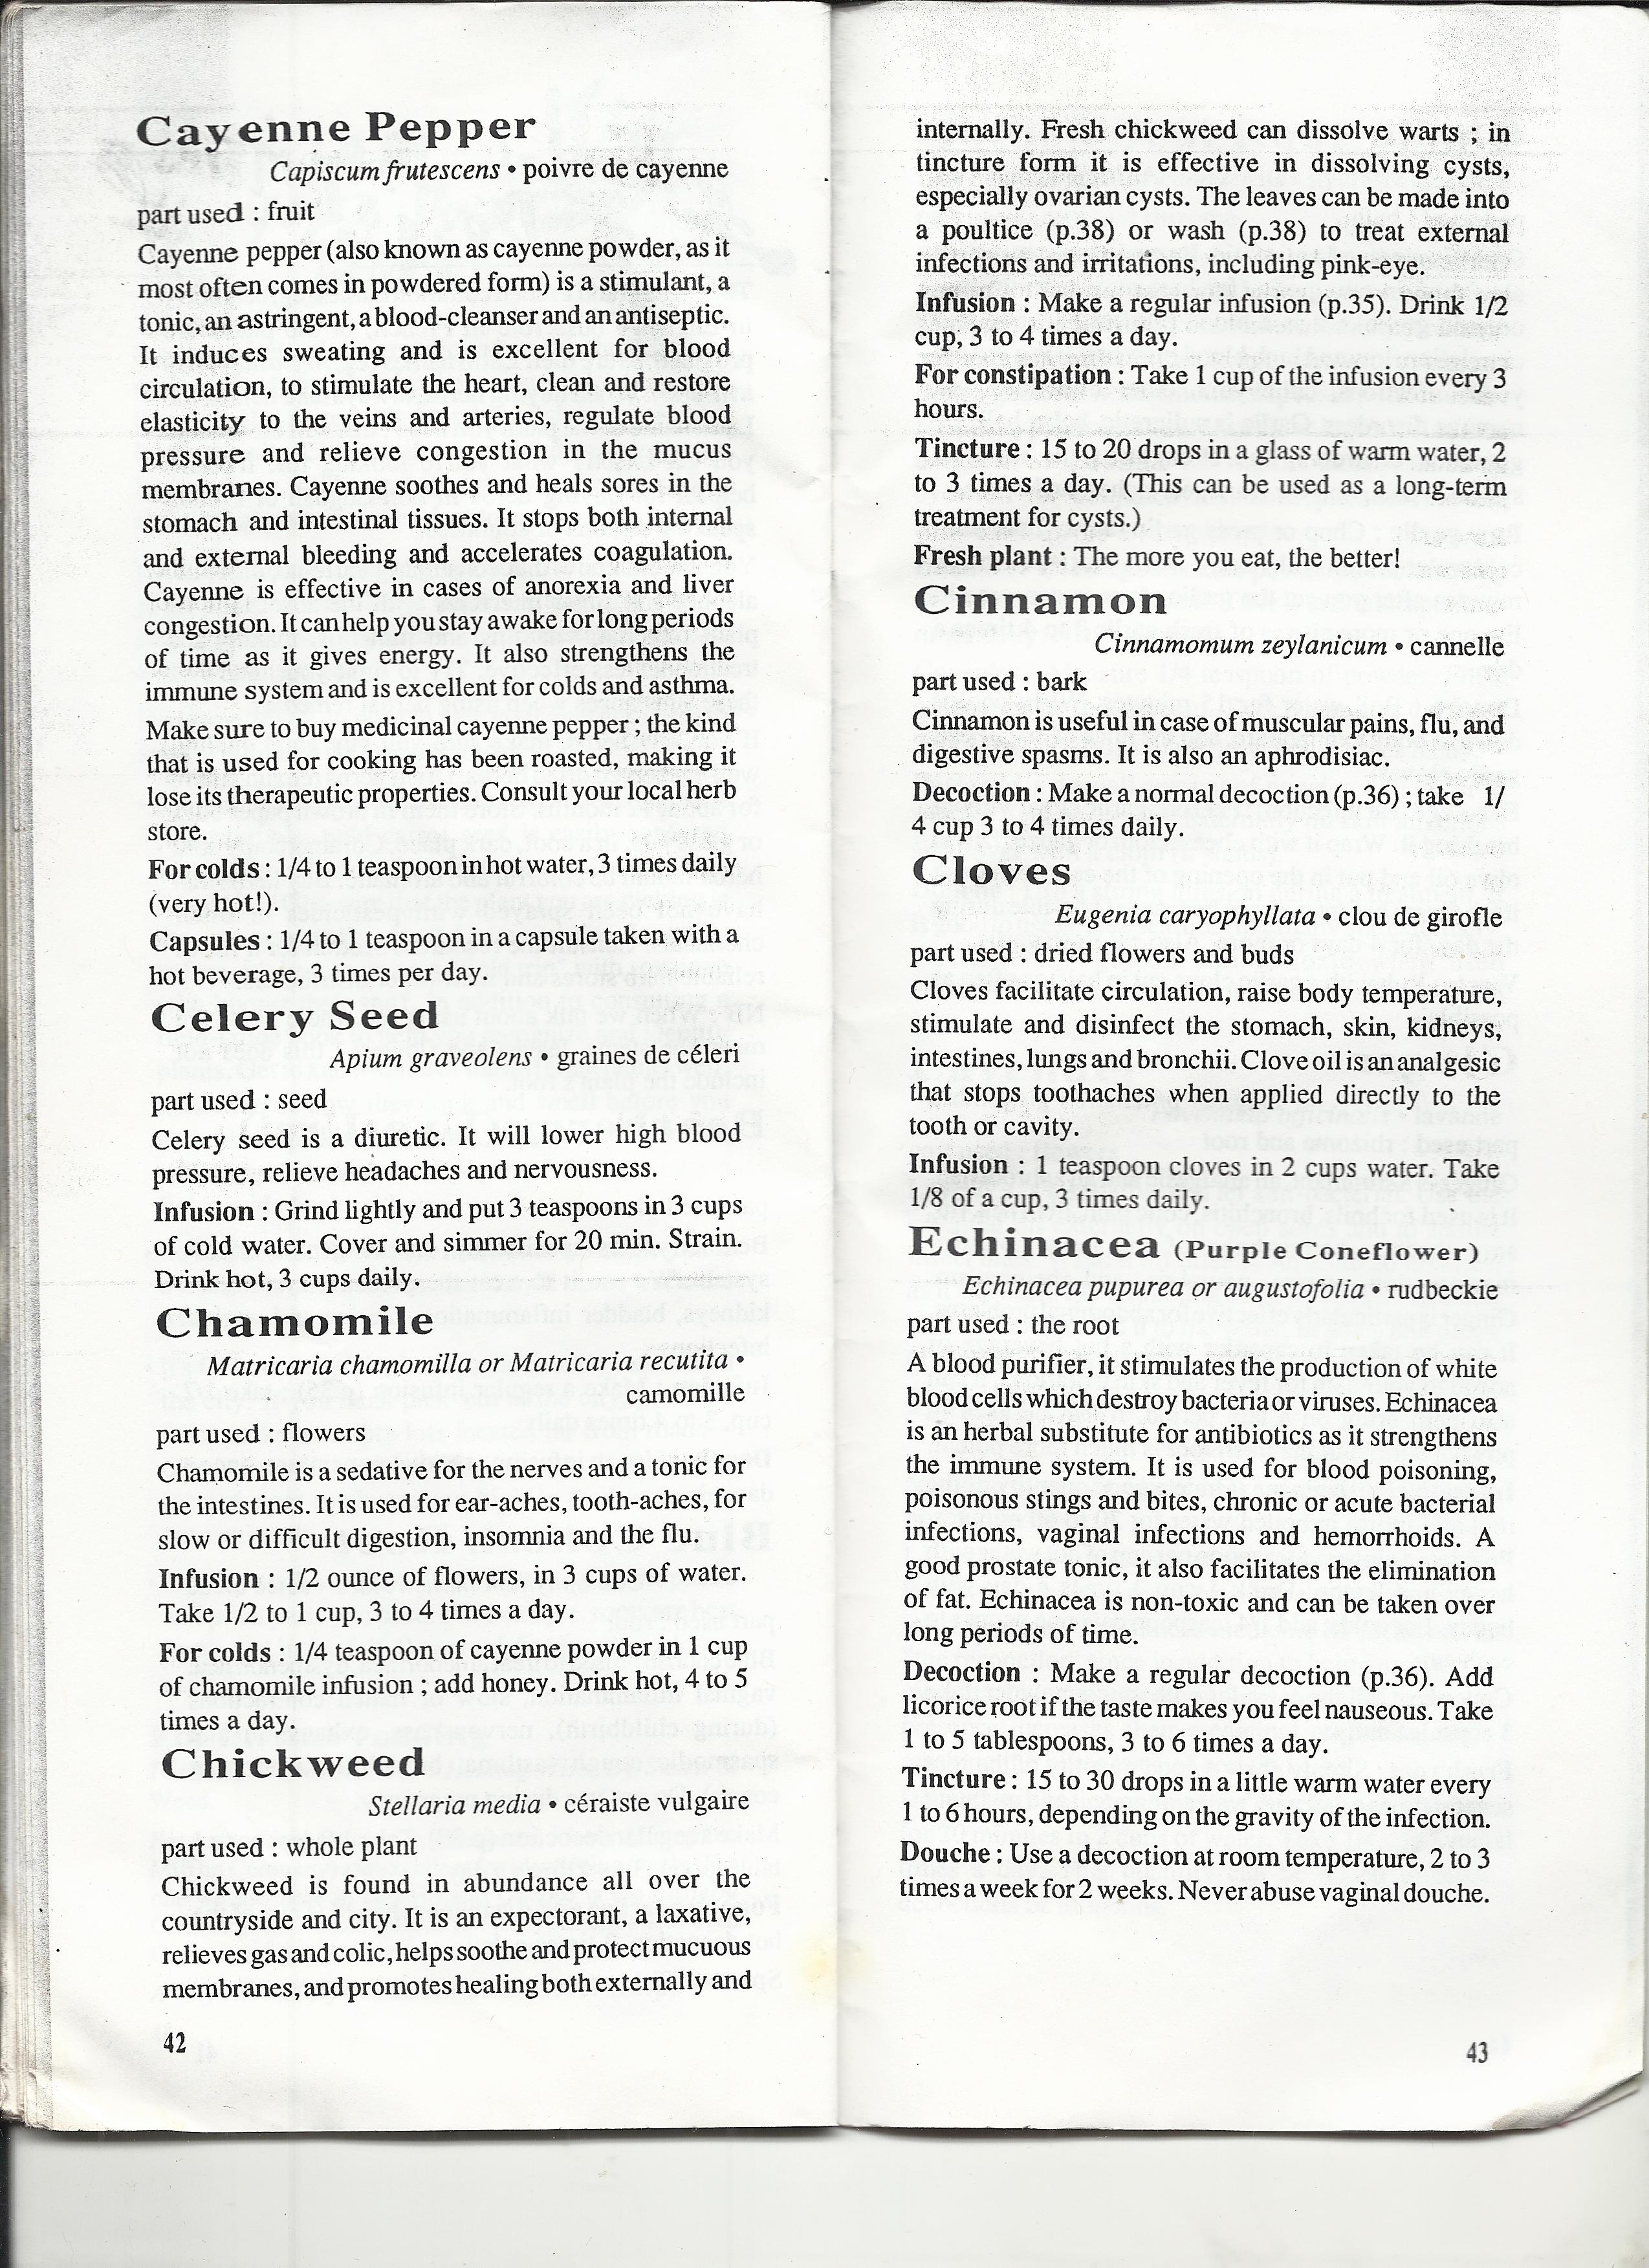 Cayenne Pepper
Capiscum frutescens • poivre de cayenne
part used : fruit
Cayenne pepper (also known as cayenne powder, as it
most often comes in powdered form) is a stimulant, a
tonic, an astringent, a blood-cleanser and an antiseptic.
It induces sweating and is excellent for blood
circulation, to stimulate the heart, clean and restore
elasticity to the veins and arteries, regulate blood
pressure and relieve congestion in the mucus
membranes. Cayenne soothes and heals sores in the
stomach and intestinal tissues. It stops both internal
and external bleeding and accelerates coagulation.
Cayenne is effective in cases of anorexia and liver
congestion. It can help you stay awake for long periods
of time as it gives energy. It also strengthens the
immune system and is excellent for colds and asthma.
Make sure to buy medicinal cayenne pepper ; the kind
that is used for cooking has been roasted, making it
lose its therapeutic properties. Consult your local herb
store.
For colds : 1/4 to 1 teaspoon in hot water, 3 times daily
(very hot!).
Capsules : 1/4 to 1 teaspoon in a capsule taken with a
hot beverage, 3 times per day.
Celery Seed
Apium graveolens • graines de céleri
part used : seed
Celery seed is a diuretic. It will lower high blood
pressure, relieve headaches and nervousness.
Infusion : Grind lightly and put 3 teaspoons in 3 cups
of cold water. Cover and simmer for 20 min. Strain.
Drink hot, 3 cups daily.
Chamomile
Matricaria chamomilla or Matricaria recutita •
camomille
part used : flowers
Chamomile is a sedative for the nerves and a tonic for
the intestines. It is used for ear-aches, tooth-aches, for
slow or difficult digestion, insomnia and the flu.
Infusion : 1/2 ounce of flowers, in 3 cups of water.
Take 1/2 to 1 cup, 3 to 4 times a day.
For colds : 1/4 teaspoon of cayenne powder in 1 cup
of chamomile infusion ; add honey. Drink hot, 4 to 5
times a day.
Chickweed
Stellaria media • céraiste vulgaire
part used : whole plant
Chickweed is found in abundance all over the
countryside and city. It is an expectorant, a laxative,
relieves gas and colic, helps soothe and protect mucuous
membranes, and promotes healing both externally and
42
internally. Fresh chickweed can dissolve warts ; in
tincture form it is effective in dissolving cysts,
especially ovarian cysts. The leaves can be made into
a poultice (p.38) or wash (p.38) to treat external
infections and irritations, including pink-eye.
Infusion : Make a regular infusion (p.35). Drink 1/2
cup, 3 to 4 times a day.
For constipation : Take 1 cup of the infusion every 3
hours.
Tincture : 15 to 20 drops in a glass of warm water, 2
to 3 times a day. (This can be used as a long-term
treatment for cysts.)
Fresh plant : The more you eat, the better!
Cinnamon
Cinnamomum zeylanicum • cannelle
part used : bark
Cinnamon is useful in case of muscular pains, flu, and
digestive spasms. It is also an aphrodisiac.
Decoction : Make a normal decoction (p.36) ; take 1/
4 cup 3 to 4 times daily.
Cloves
Eugenia caryophyllata • clou de girofle
part used : dried flowers and buds
Cloves facilitate circulation, raise body temperature,
stimulate and disinfect the stomach, skin, kidneys,
intestines, lungs and bronchii. Clove oil is an analgesic
that stops toothaches when applied directly to the
tooth or cavity.
Infusion : 1 teaspoon cloves in 2 cups water. Take
1/8 of a cup, 3 times daily.
Echinacea (Purple Coneflower)
Echinacea pupurea or augustofolia • rudbeckie
part used : the root
A blood purifier, it stimulates the production of white
blood cells which destroy bacteria or viruses. Echinacea
is an herbal substitute for antibiotics as it strengthens
the immune system. It is used for blood poisoning,
poisonous stings and bites, chronic or acute bacterial
infections, vaginal infections and hemorrhoids. A
good prostate tonic, it also facilitates the elimination
of fat. Echinacea is non-toxic and can be taken over
long periods of time.
Decoction : Make a regular decoction (p.36). Add
licorice root if the taste makes you feel nauseous. Take
1 to 5 tablespoons, 3 to 6 times a day.
Tincture : 15 to 30 drops in a little warm water every
1 to 6 hours, depending on the gravity of the infection.
Douche : Use a decoction at room temperature, 2 to 3
times a week for 2 weeks. Never abuse vaginal douche.
43